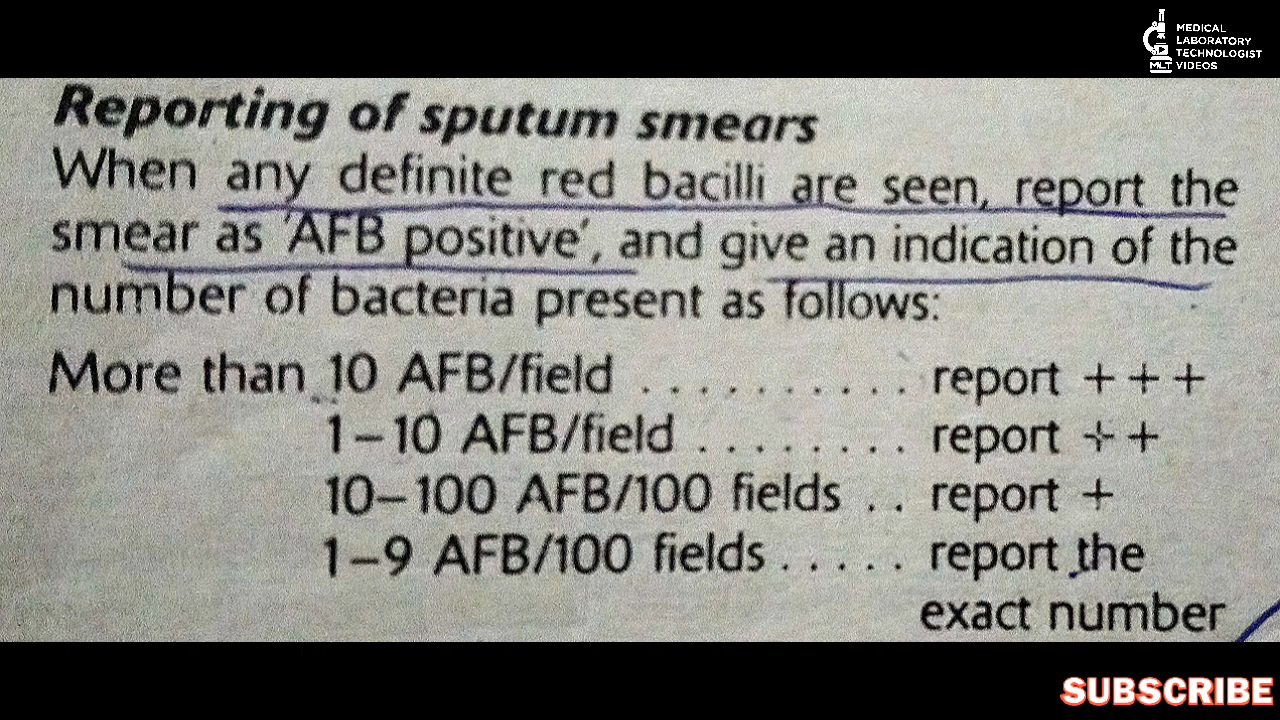 MEDICAL
LABORATORY
TECHNOLOGIST
MLT VIDEOS
Reporting of sputum smears
When any definite red bacilli are seen, report the
smear as 'AFB positive', and give an indication of the
number of bacteria present as follows:
More than 10 AFB/field .......... report + + +
1–10 AFB/field ........ report + +
10–100 AFB/100 fields .. report +
1–9 AFB/100 fields ..... report the
exact number
SUBSCRIBE